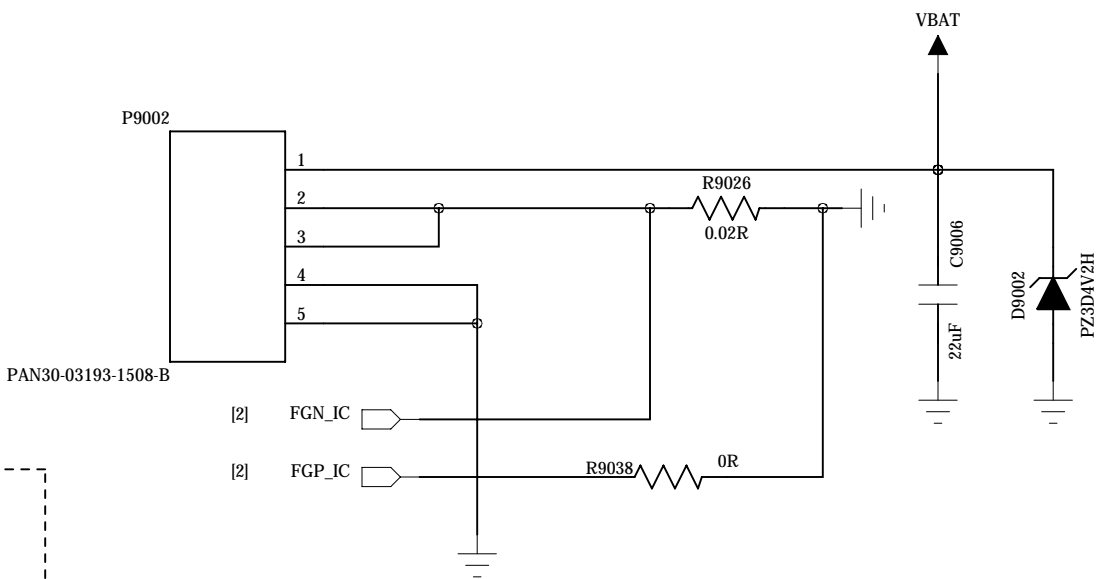 VBAT
P9002
1
R9026
2
0.02R
3
C9006
4
D9002
PZ3D4V2H
5
22uF
PAN30-03193-1508-B
[2] FGN_IC
[2] FGP_IC
R9038 0R